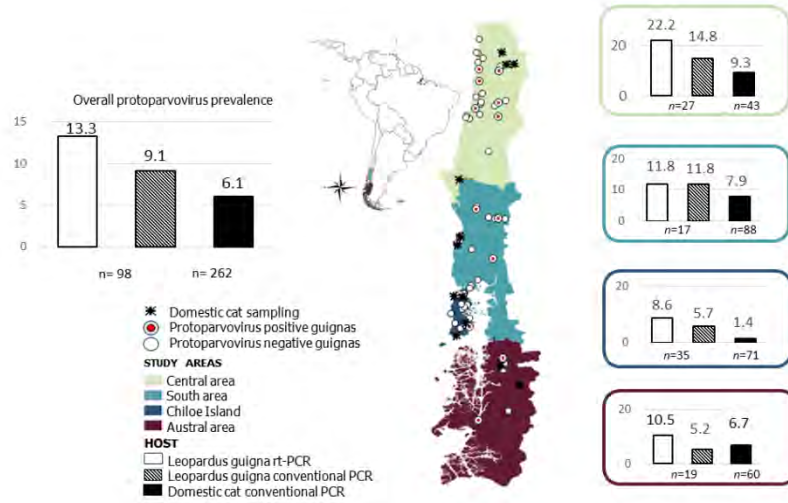 Overall protoparvovirus prevalence
15
10
5
0
13.3
9.1
6.1
n= 98 n= 262
Domestic cat sampling
Protoparvovirus positive guignas
Protoparvovirus negative guignas
STUDY AREAS
Central area
South area
Chiloe Island
Austral area
HOST
Leopardus guigna rt-PCR
Leopardus guigna conventional PCR
Domestic cat conventional PCR
22.2
14.8
9.3
20
0
n=27 n=43
20
10
0
11.8 11.8 7.9
n=17 n=88
20
0
8.6
5.7
1.4
n=35 n=71
20
0
10.5
5.2
6.7
n=19 n=60